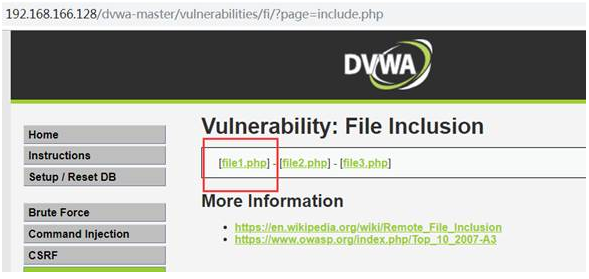 192.168.166.128/dvwa-master/vulnerabilities/fi/?page=include.php
DVWA
Home
Instructions
Setup / Reset DB
Brute Force
Command Injection
CSRF
Vulnerability: File Inclusion
[file1.php] - [file2.php] - [file3.php]
More Information
https://en.wikipedia.org/wiki/Remote_File_Inclusion
https://www.owasp.org/index.php/Top_10_2007-A3